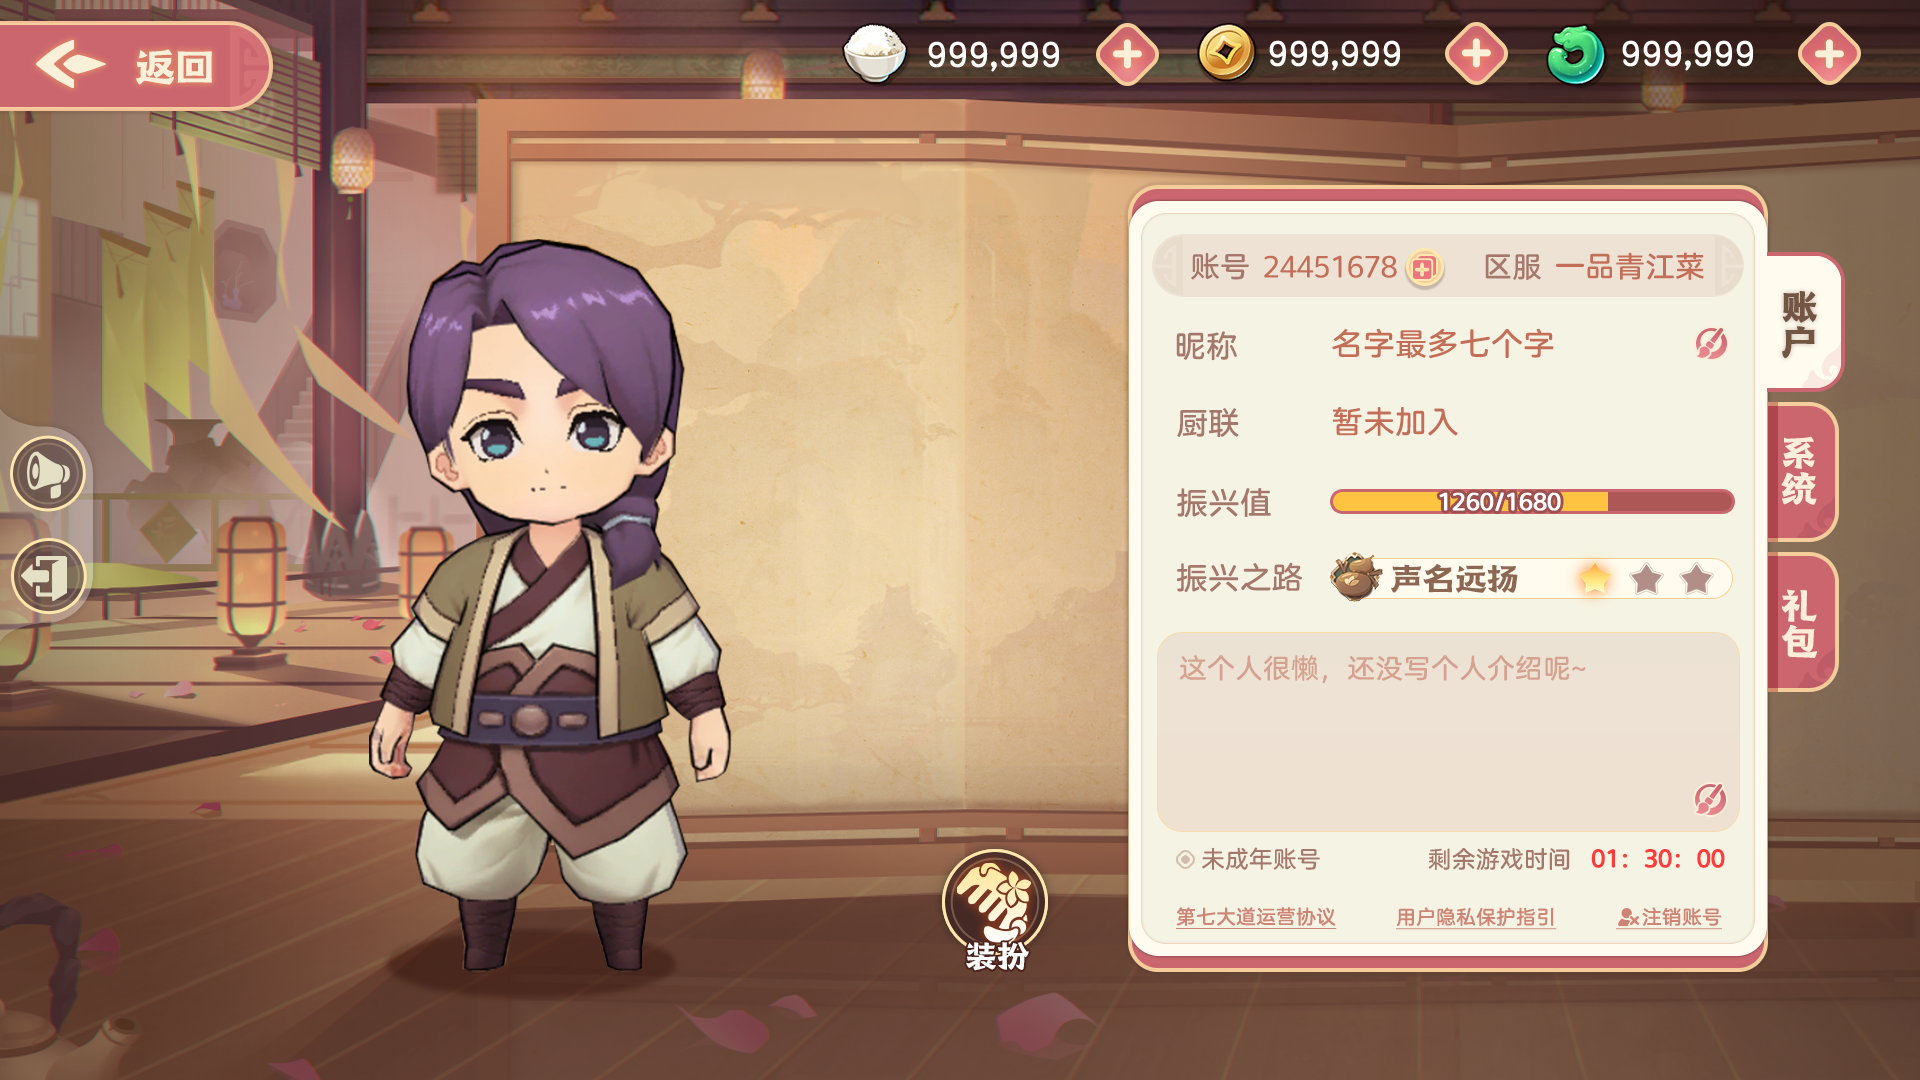 返回
999,999
999,999
999,999
账号 24451678 区服 一品青江菜
昵称 名字最多七个字
厨联 暂未加入
振兴值 1260/1680
振兴之路 声名远扬
这个人很懒，还没写个人介绍呢~
未成年账号 剩余游戏时间 01：30：00
第七大道运营协议 用户隐私保护指引 注销账号
账户
系统
礼包
装扮